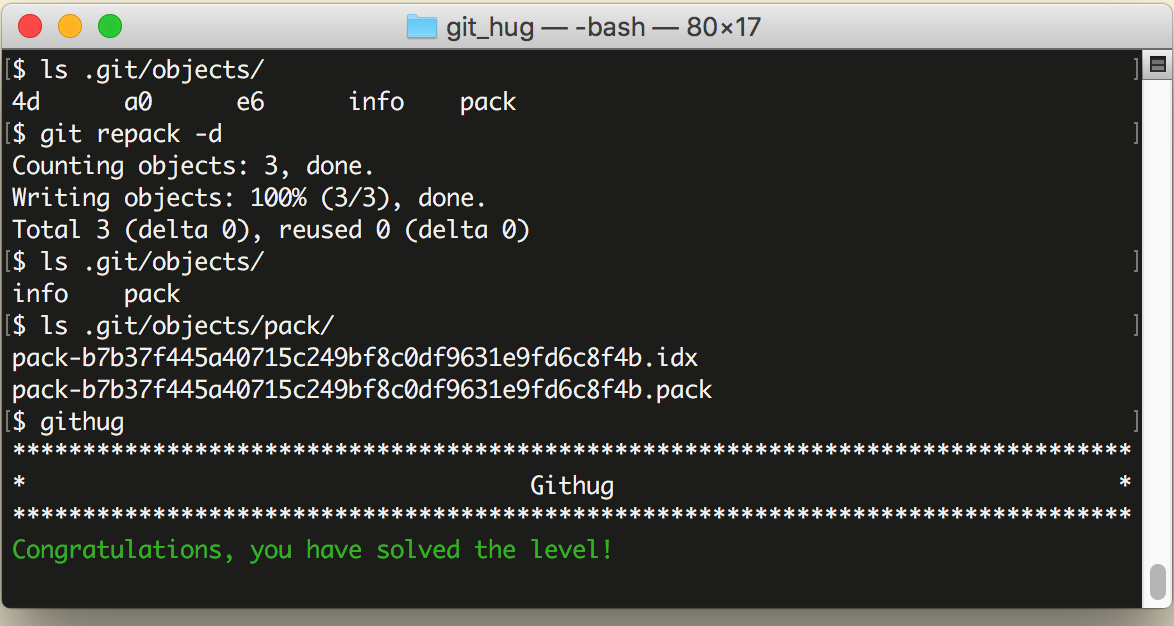 git_hug — -bash — 80×17
[$ ls .git/objects/ ]
4d      a0      e6      info    pack
[$ git repack -d ]
Counting objects: 3, done.
Writing objects: 100% (3/3), done.
Total 3 (delta 0), reused 0 (delta 0)
[$ ls .git/objects/ ]
info    pack
[$ ls .git/objects/pack/ ]
pack-b7b37f445a40715c249bf8c0df9631e9fd6c8f4b.idx
pack-b7b37f445a40715c249bf8c0df9631e9fd6c8f4b.pack
[$ githug ]
********************************************************************************
*                                    Githug                                    *
********************************************************************************
Congratulations, you have solved the level!